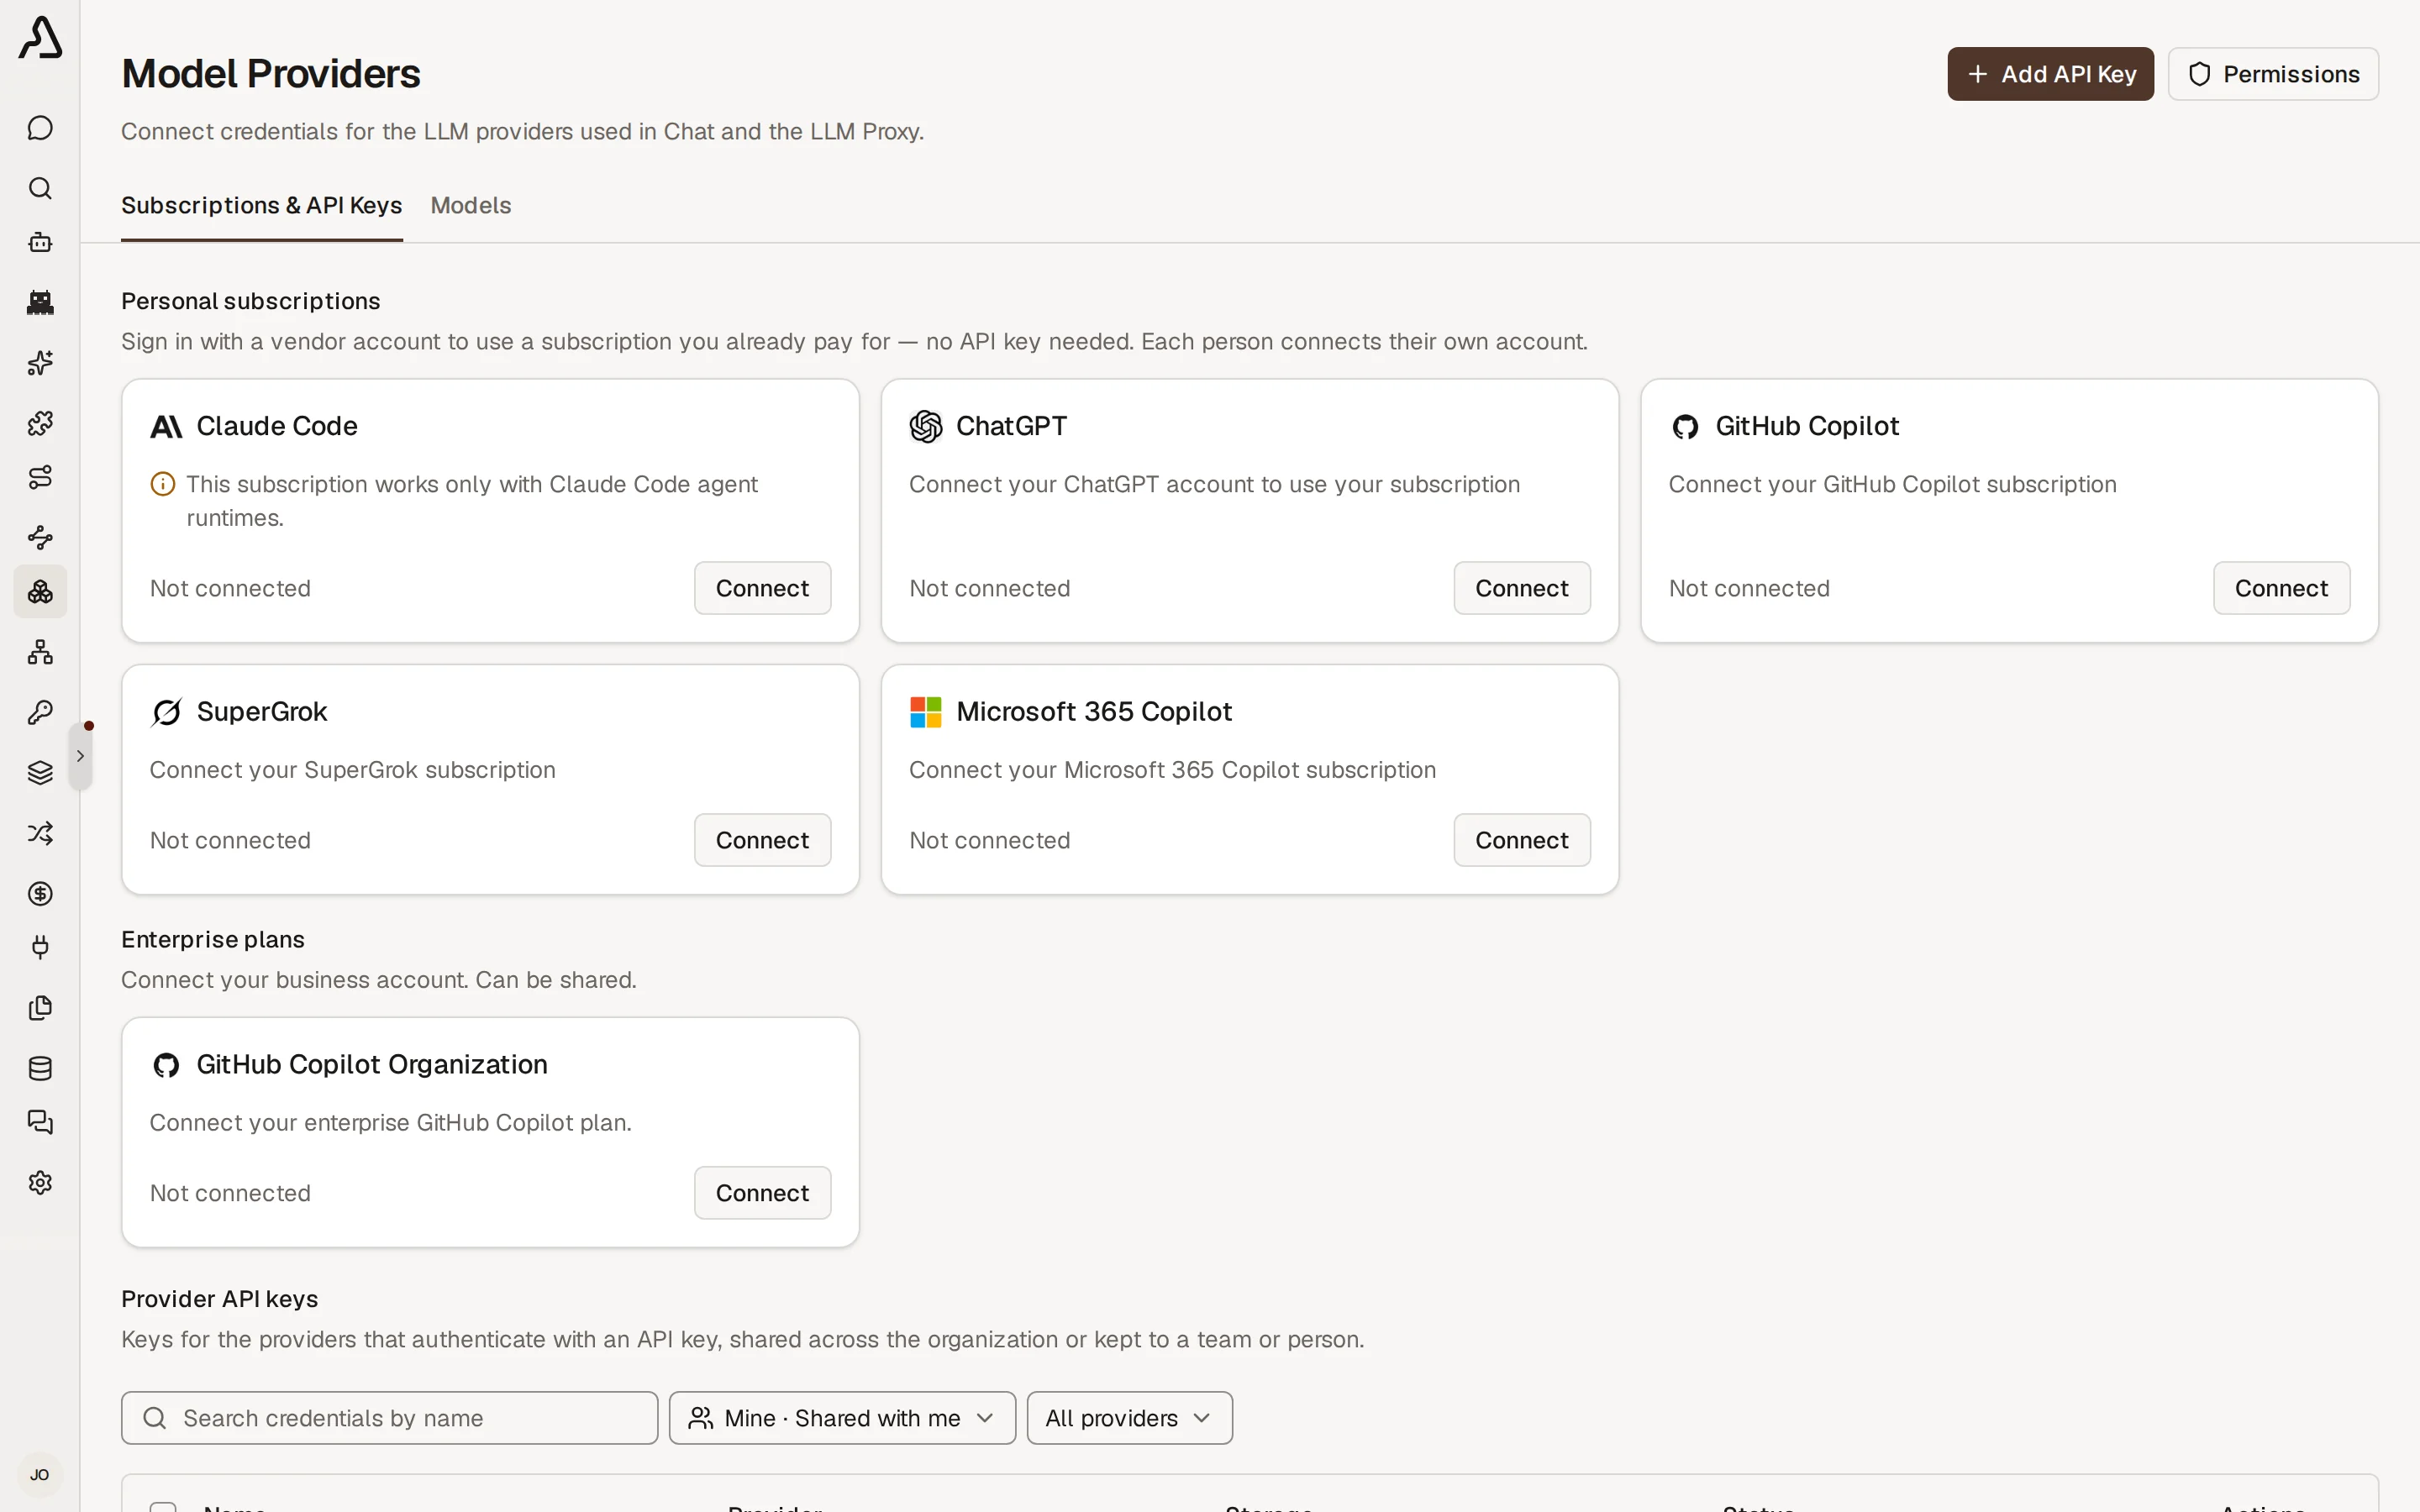 Model Providers
Add API Key
Permissions
Connect credentials for the LLM providers used in Chat and the LLM Proxy.
Subscriptions & API Keys
Models
Personal subscriptions
Sign in with a vendor account to use a subscription you already pay for — no API key needed. Each person connects their own account.
Claude Code
This subscription works only with Claude Code agent
runtimes.
Not connected
Connect
ChatGPT
Connect your ChatGPT account to use your subscription
Not connected
Connect
GitHub Copilot
Connect your GitHub Copilot subscription
Not connected
Connect
SuperGrok
Connect your SuperGrok subscription
Not connected
Connect
Microsoft 365 Copilot
Connect your Microsoft 365 Copilot subscription
Not connected
Connect
Enterprise plans
Connect your business account. Can be shared.
GitHub Copilot Organization
Connect your enterprise GitHub Copilot plan.
Not connected
Connect
Provider API keys
Keys for the providers that authenticate with an API key, shared across the organization or kept to a team or person.
Search credentials by name
Mine · Shared with me
All providers
JO
Name
Provider
Storage
Status
Actions